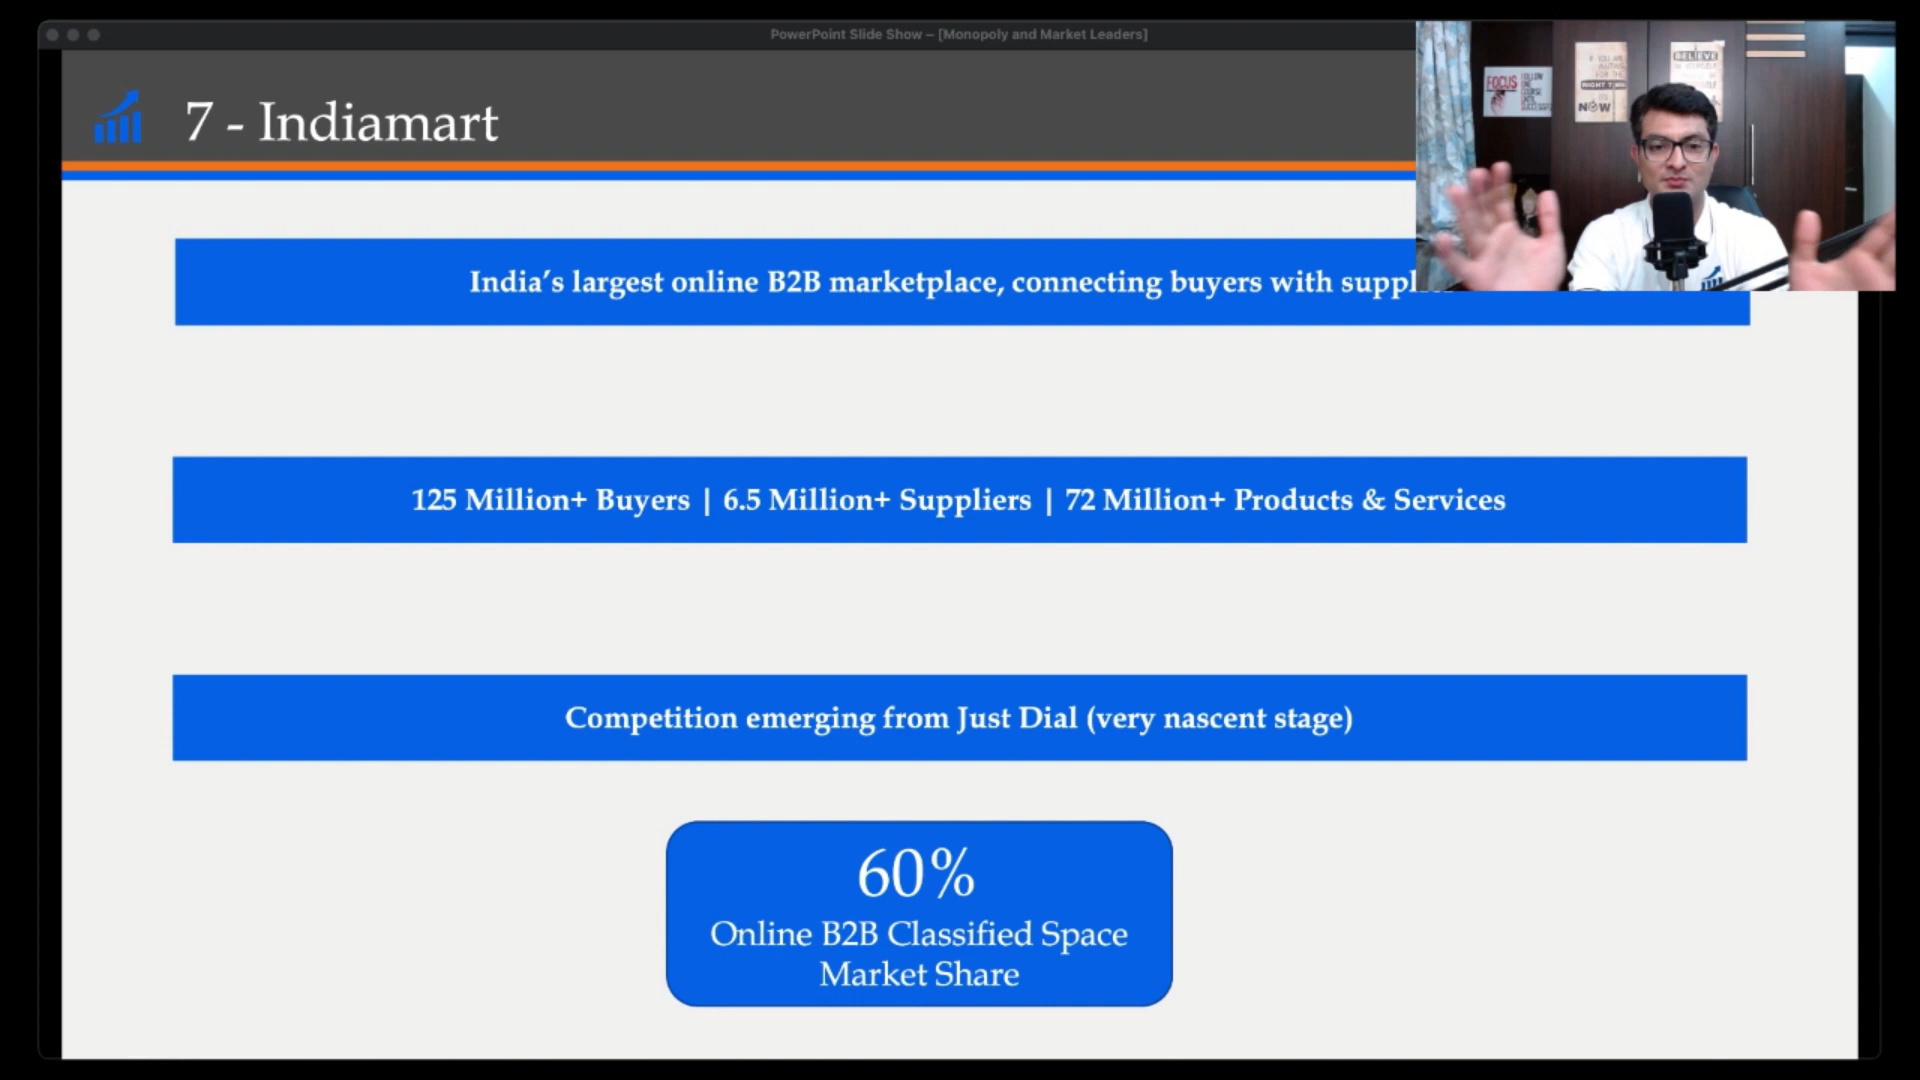 PowerPoint Slide Show – [Monopoly and Market Leaders]
7 - Indiamart
FOCUS
BELIEVE
RIGHT
NOW
India’s largest online B2B marketplace, connecting buyers with
125 Million+ Buyers | 6.5 Million+ Suppliers | 72 Million+ Products & Services
Competition emerging from Just Dial (very nascent stage)
60%
Online B2B Classified Space
Market Share